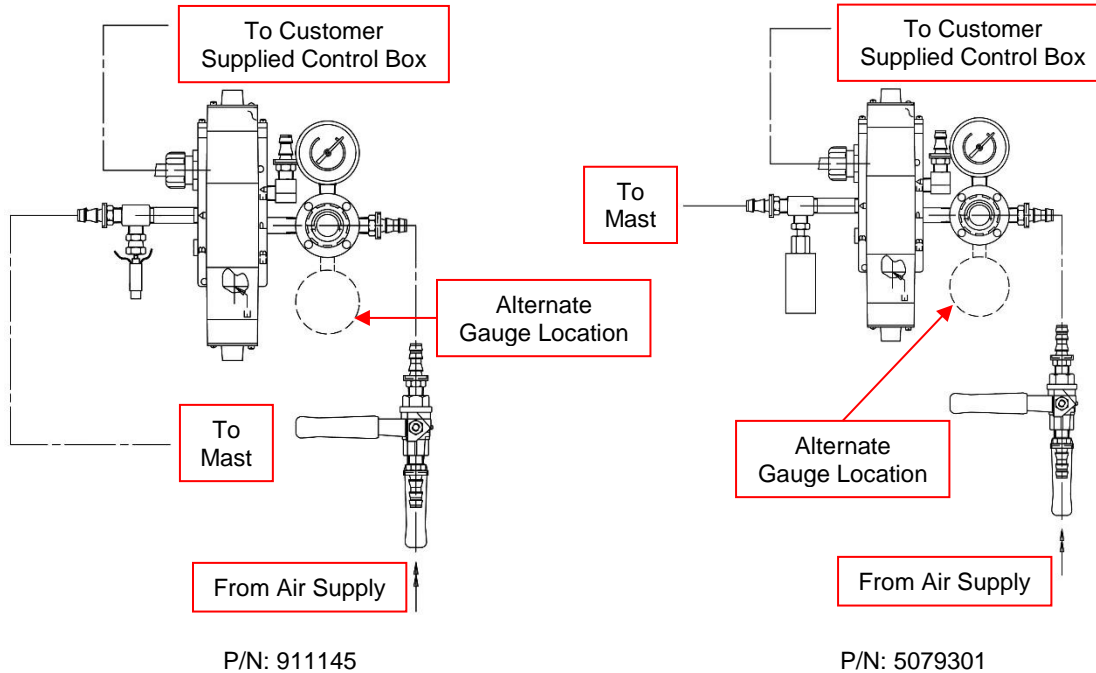 To Customer
Supplied Control Box
To
Mast
Alternate
Gauge Location
From Air Supply
P/N: 911145
To Customer
Supplied Control Box
To
Mast
Alternate
Gauge Location
From Air Supply
P/N: 5079301